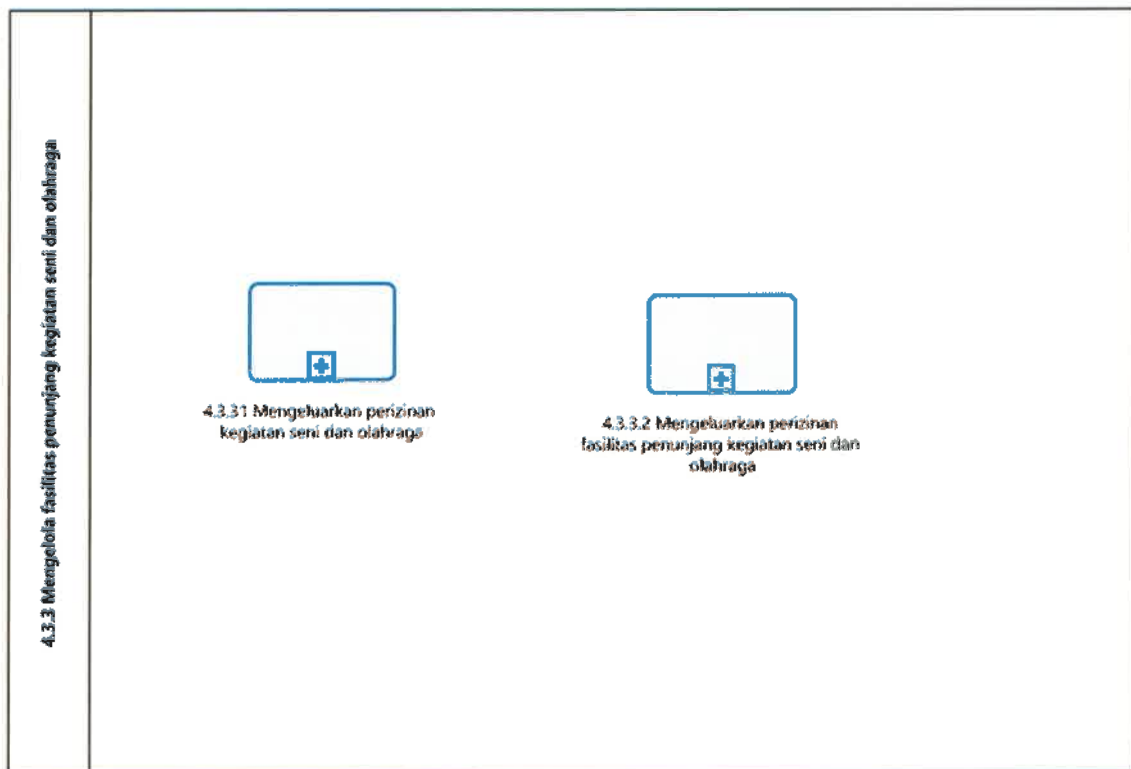 4.3.3 Mengelola fasilitas penunjang kegiatan seni dan olahraga
4.3.31 Mengeluarkan perizinan
kegiatan seni dan olahraga
4.3.3.2 Mengeluarkan perizinan
fasilitas penunjang kegiatan seni dan
olahraga